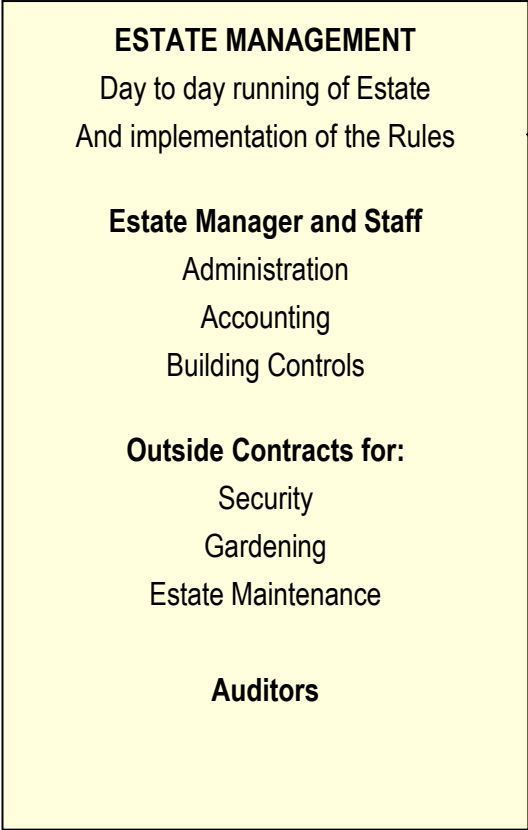 ESTATE MANAGEMENT
Day to day running of Estate
And implementation of the Rules
Estate Manager and Staff
Administration
Accounting
Building Controls
Outside Contracts for:
Security
Gardening
Estate Maintenance
Auditors